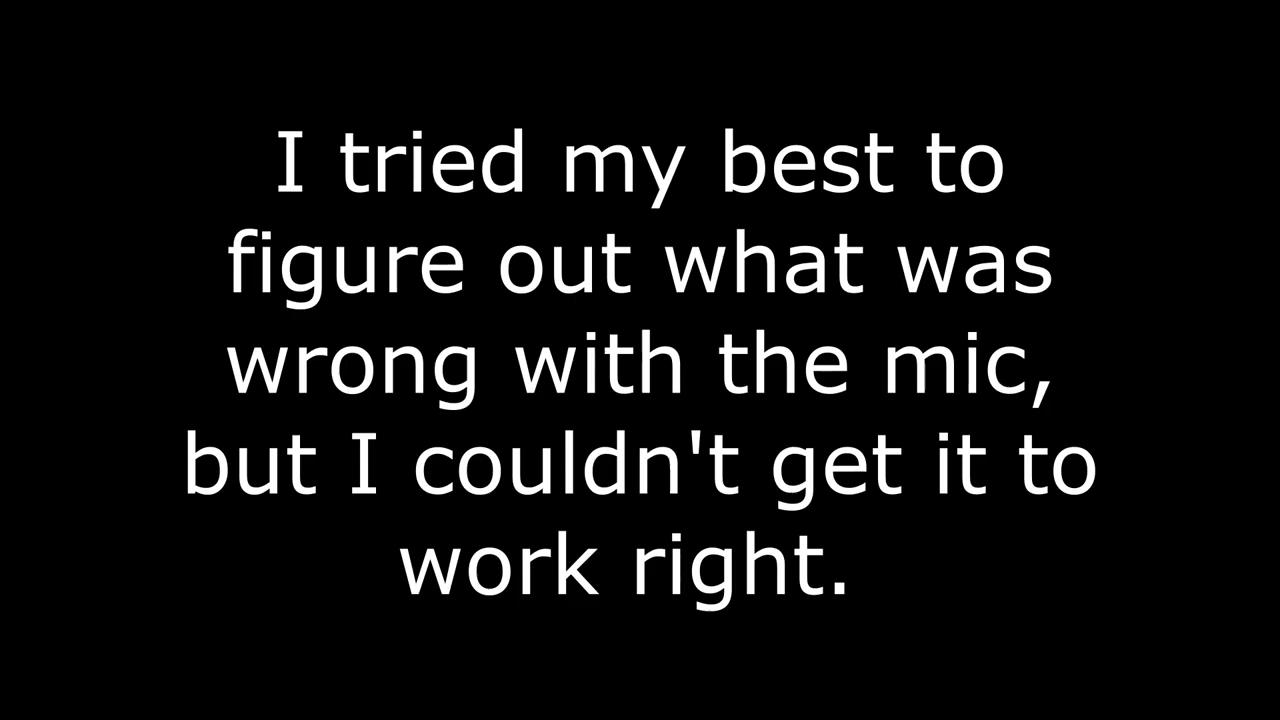 I tried my best to
figure out what was
wrong with the mic,
but I couldn't get it to
work right.